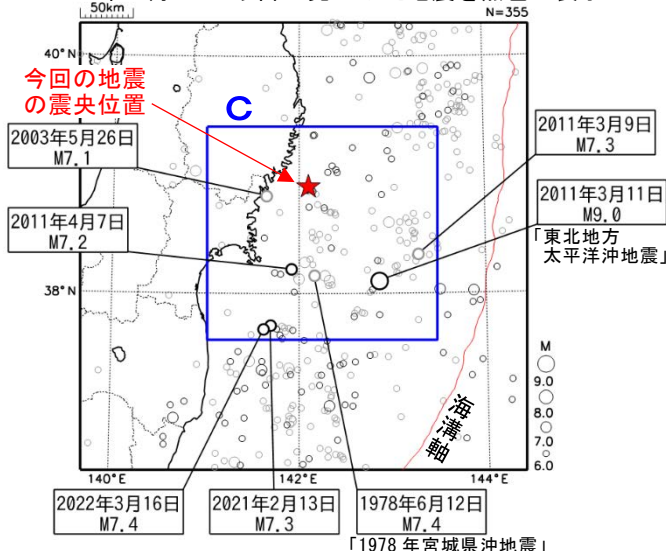 50km
N=355
40°N
今回の地震
の震央位置
C
2003年5月26日
M7.1
2011年3月9日
M7.3
2011年4月7日
M7.2
2011年3月11日
M9.0
「東北地方
太平洋沖地震」
38°N
M
9.0
8.0
7.0
6.0
海溝軸
140°E
142°E
144°E
2022年3月16日
M7.4
2021年2月13日
M7.3
1978年6月12日
M7.4
「1978年宮城県沖地震」